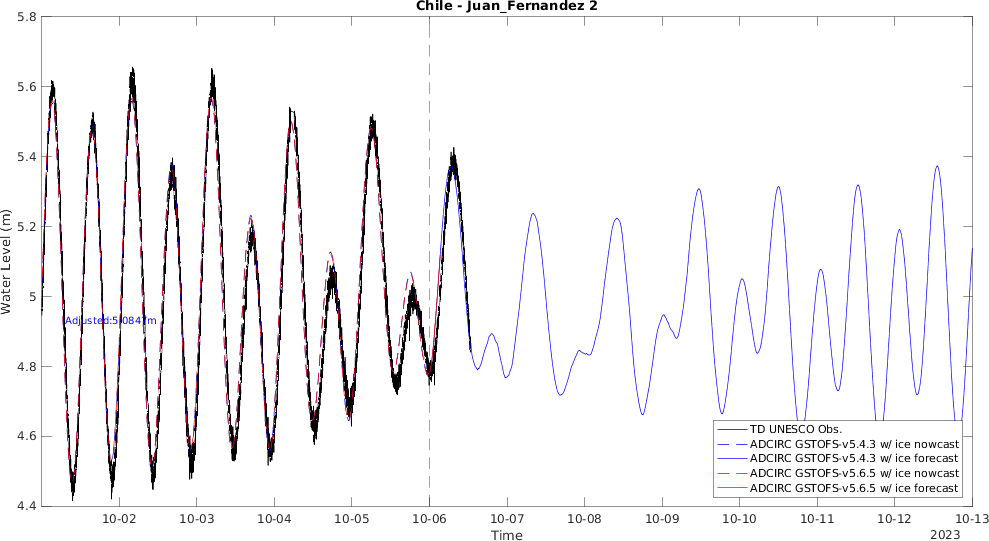 Chile - Juan_Fernandez 2
5.8
5.6
5.4
5.2
5
4.8
4.6
4.4
Water Level (m)
Adjusted:5.0847m
TD UNESCO Obs.
ADCIRC GSTOFS-v5.4.3 w/ ice nowcast
ADCIRC GSTOFS-v5.4.3 w/ ice forecast
ADCIRC GSTOFS-v5.6.5 w/ ice nowcast
ADCIRC GSTOFS-v5.6.5 w/ ice forecast
10-02 10-03 10-04 10-05 10-06 10-07 10-08 10-09 10-10 10-11 10-12 10-13
Time
2023